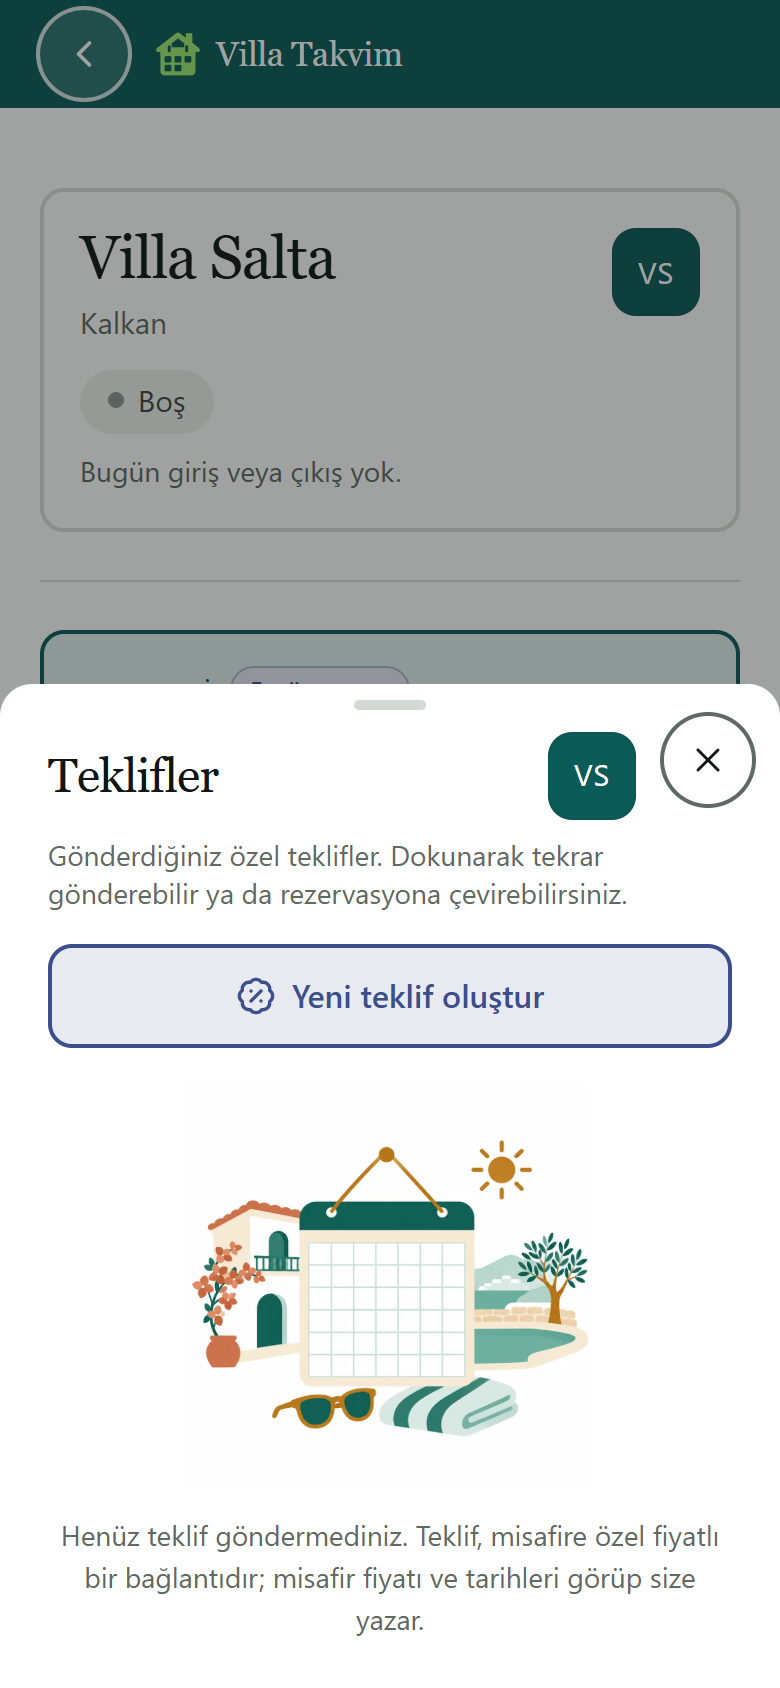 Villa Takvim
Villa Salta
VS
Kalkan
Boş
Bugün giriş veya çıkış yok.
Teklifler
VS
Gönderdiğiniz özel teklifler. Dokunarak tekrar
gönderebilir ya da rezervasyona çevirebilirsiniz.
Yeni teklif oluştur
Henüz teklif göndermediniz. Teklif, misafire özel fiyatlı
bir bağlantıdır; misafir fiyatı ve tarihleri görüp size
yazar.